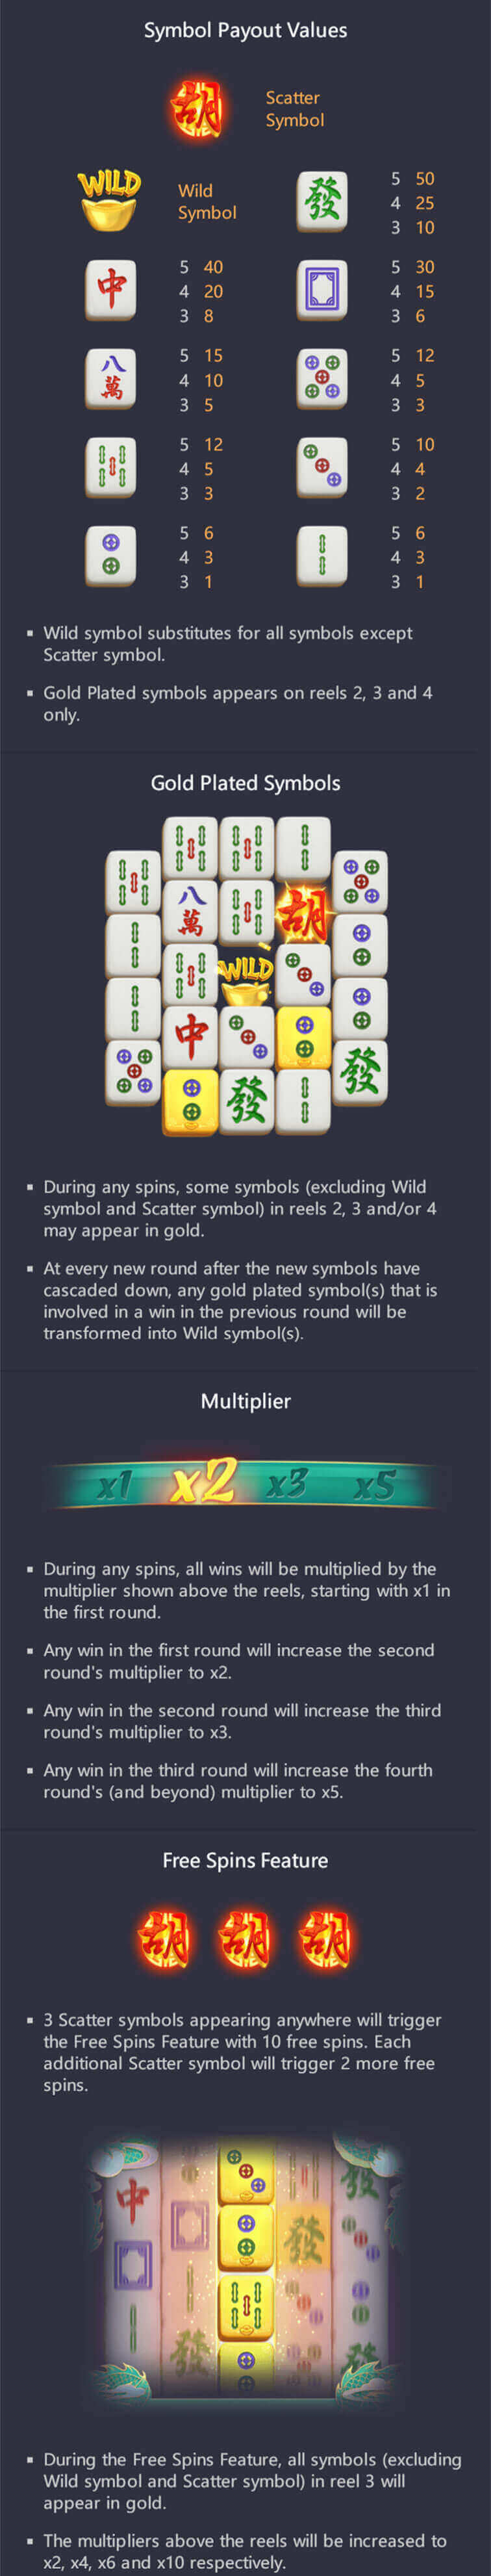 Symbol Payout Values
胡
Scatter
Symbol
WILD
Wild
Symbol
發
5 50
4 25
3 10
中
5 40
4 20
3 8
5 30
4 15
3 6
八
萬
5 15
4 10
3 5
5 12
4 5
3 3
5 12
4 5
3 3
5 10
4 4
3 2
5 6
4 3
3 1
5 6
4 3
3 1
▪ Wild symbol substitutes for all symbols except
Scatter symbol.
▪ Gold Plated symbols appears on reels 2, 3 and 4
only.
Gold Plated Symbols
八
萬
胡
WILD
中
發
發
▪ During any spins, some symbols (excluding Wild
symbol and Scatter symbol) in reels 2, 3 and/or 4
may appear in gold.
▪ At every new round after the new symbols have
cascaded down, any gold plated symbol(s) that is
involved in a win in the previous round will be
transformed into Wild symbol(s).
Multiplier
x1 x2 x3 x5
▪ During any spins, all wins will be multiplied by the
multiplier shown above the reels, starting with x1 in
the first round.
▪ Any win in the first round will increase the second
round's multiplier to x2.
▪ Any win in the second round will increase the third
round's multiplier to x3.
▪ Any win in the third round will increase the fourth
round's (and beyond) multiplier to x5.
Free Spins Feature
胡 胡 胡
▪ 3 Scatter symbols appearing anywhere will trigger
the Free Spins Feature with 10 free spins. Each
additional Scatter symbol will trigger 2 more free
spins.
發
中
發
發
發
▪ During the Free Spins Feature, all symbols (excluding
Wild symbol and Scatter symbol) in reel 3 will
appear in gold.
▪ The multipliers above the reels will be increased to
x2, x4, x6 and x10 respectively.